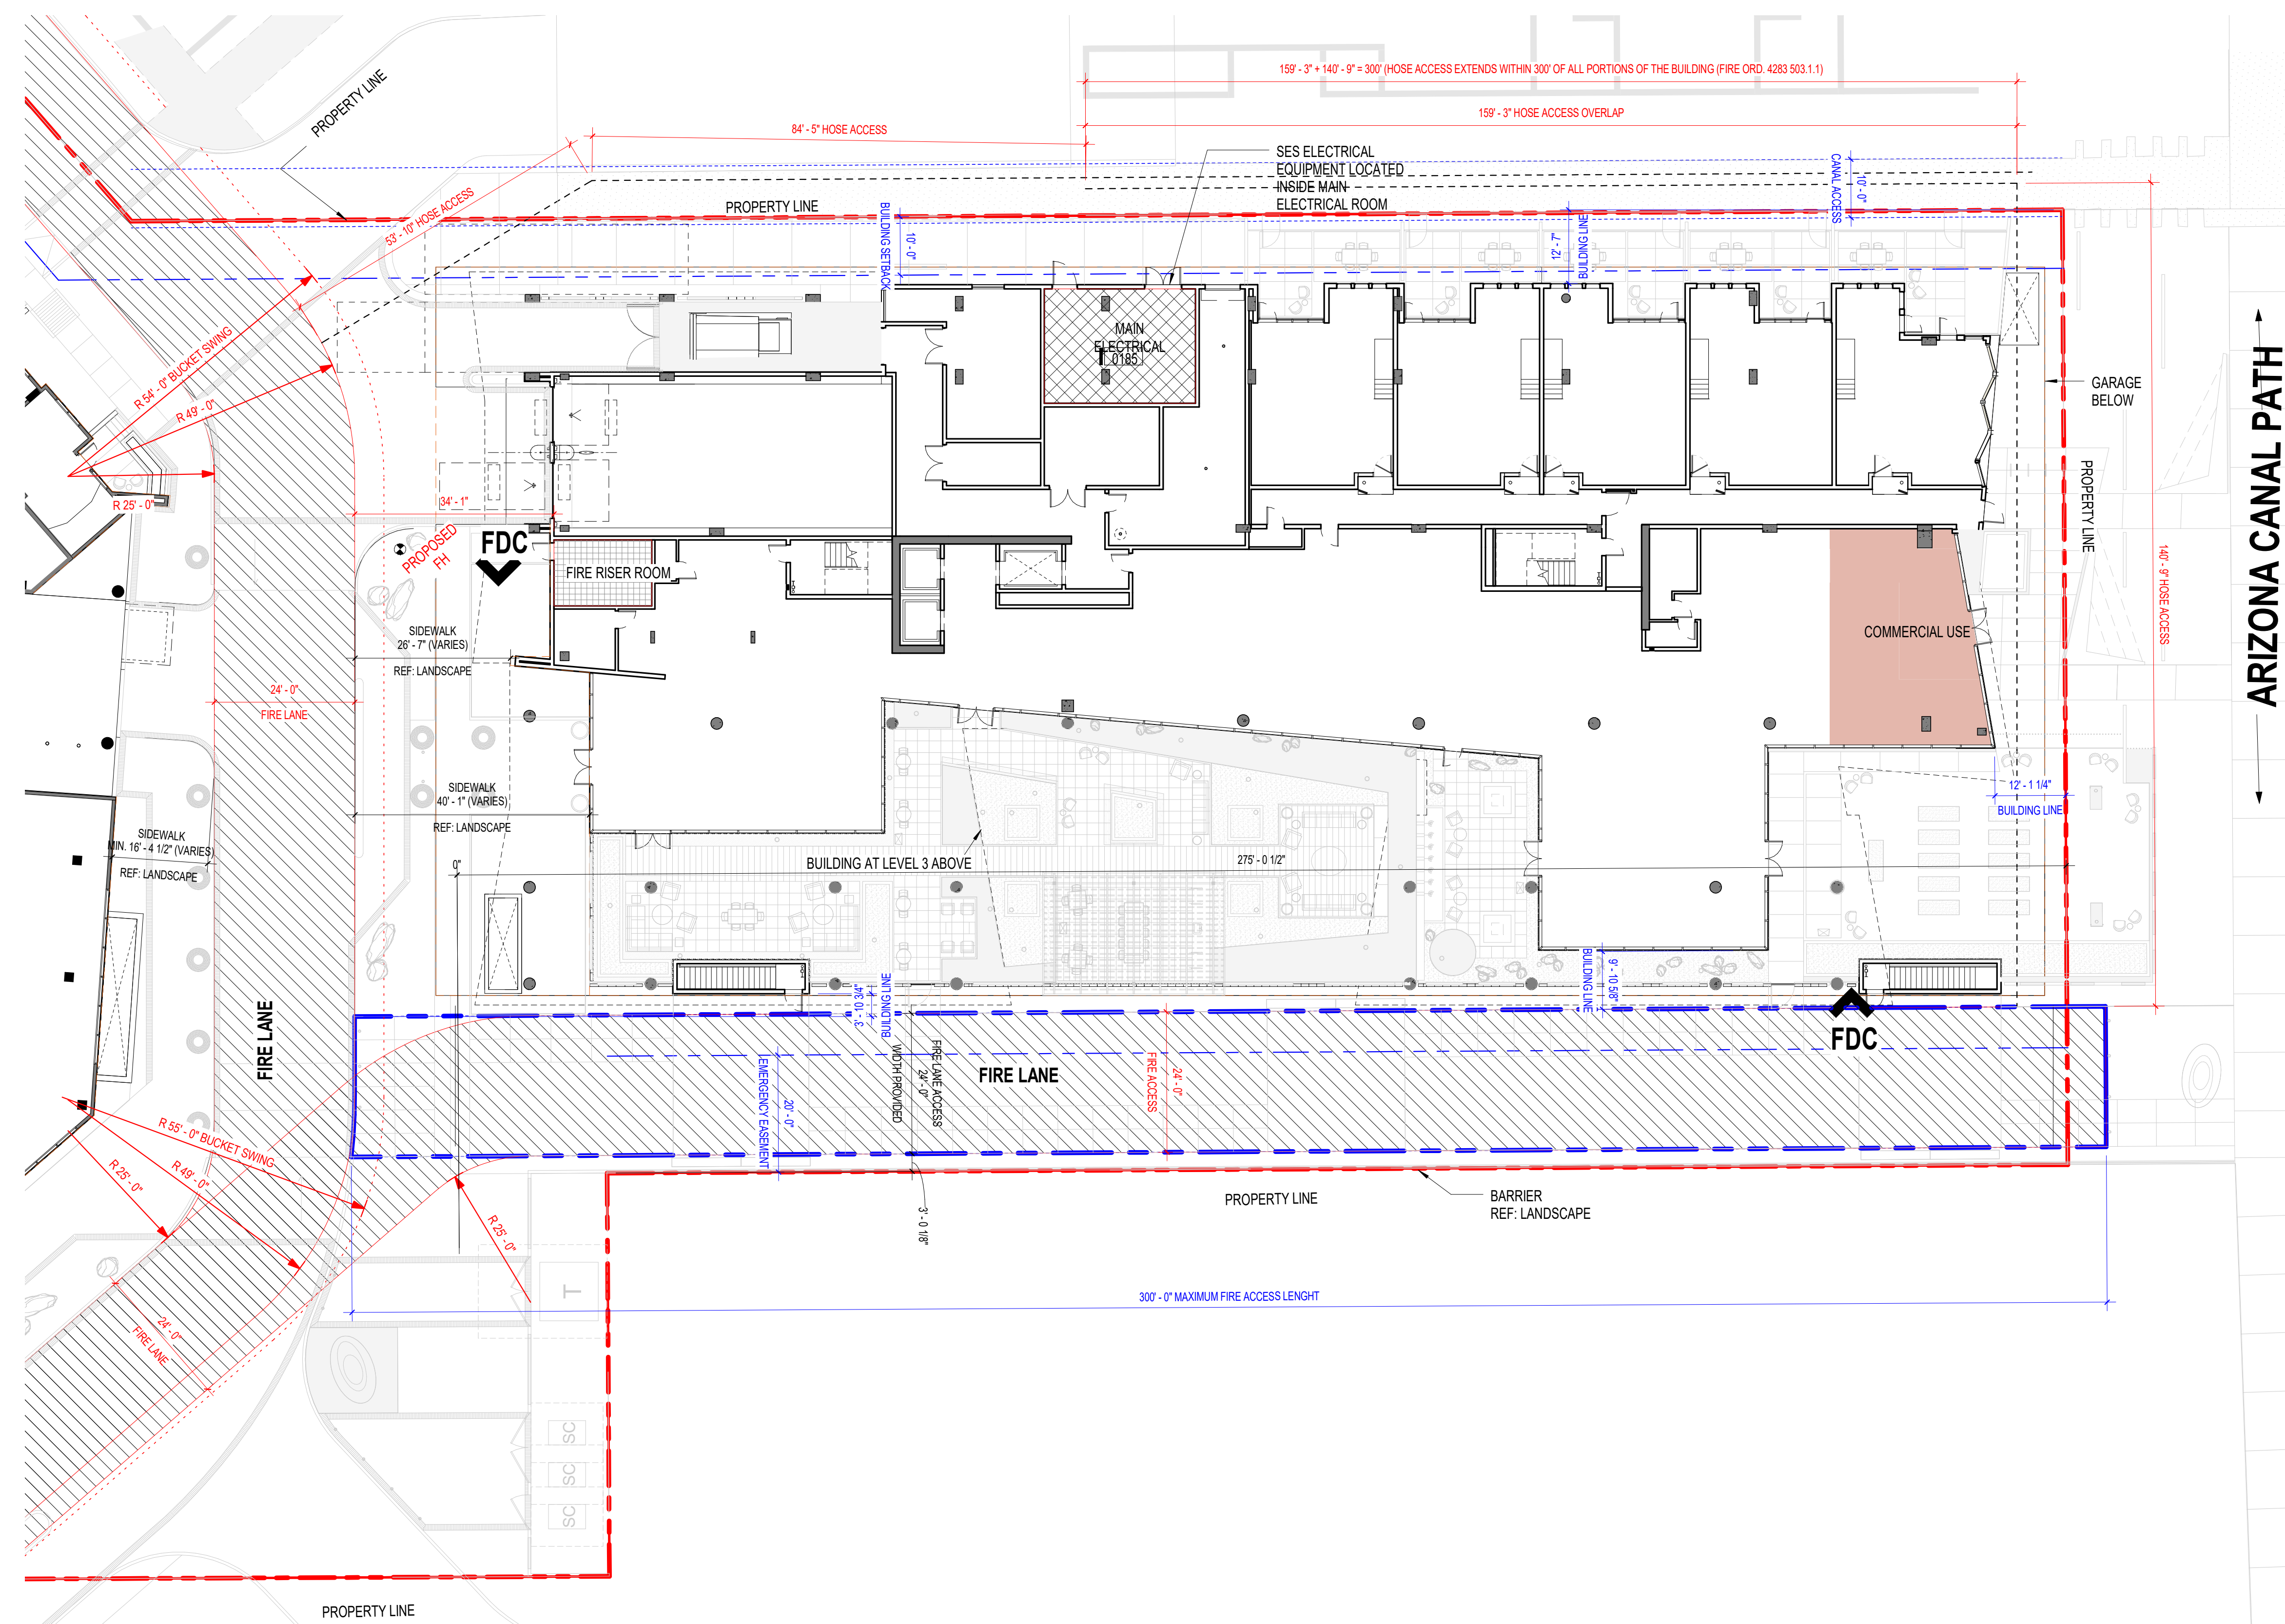 159' - 3" + 140' - 9" = 300' (HOSE ACCESS EXTENDS WITHIN 300' OF ALL PORTIONS OF THE BUILDING (FIRE ORD. 4283 503.1.1)
159' - 3" HOSE ACCESS OVERLAP
84' - 5" HOSE ACCESS
PROPERTY LINE
53' - 10" HOSE ACCESS
SES ELECTRICAL
EQUIPMENT LOCATED
INSIDE MAIN
ELECTRICAL ROOM
PROPERTY LINE
BUILDING SETBACK
10' - 0"
12' - 7"
BUILDING LINE
CANAL ACCESS
10' - 0"
R 54' - 0" BUCKET SWING
R 49' - 0"
R 25' - 0"
MAIN
ELECTRICAL
0185
GARAGE
BELOW
ARIZONA CANAL PATH
PROPERTY LINE
140' - 9" HOSE ACCESS
34' - 1"
PROPOSED
FH
FDC
FIRE RISER ROOM
SIDEWALK
26' - 7" (VARIES)
REF: LANDSCAPE
COMMERCIAL USE
24' - 0"
FIRE LANE
SIDEWALK
40' - 1" (VARIES)
REF: LANDSCAPE
12' - 1 1/4"
BUILDING LINE
SIDEWALK
MIN. 16' - 4 1/2" (VARIES)
REF: LANDSCAPE
0"
BUILDING AT LEVEL 3 ABOVE
275' - 0 1/2"
FIRE LANE
3' - 10 3/4"
BUILDING LINE
BUILDING LINE
9' - 10 5/8"
FDC
EMERGENCY EASEMENT
20' - 0"
WIDTH PROVIDED
24' - 0"
FIRE LANE ACCESS
FIRE LANE
FIRE ACCESS
24' - 0"
R 55' - 0" BUCKET SWING
R 49' - 0"
R 25' - 0"
R 25' - 0"
3' - 0 1/8"
PROPERTY LINE
BARRIER
REF: LANDSCAPE
300' - 0" MAXIMUM FIRE ACCESS LENGHT
24' - 0"
FIRE LANE
T
SC
SC
SC
PROPERTY LINE